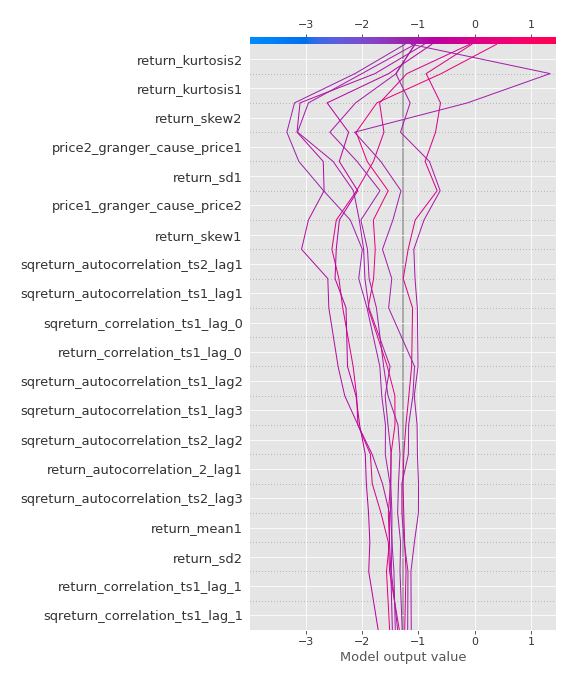 −3 −2 −1 0 1
return_kurtosis2
return_kurtosis1
return_skew2
price2_granger_cause_price1
return_sd1
price1_granger_cause_price2
return_skew1
sqreturn_autocorrelation_ts2_lag1
sqreturn_autocorrelation_ts1_lag1
sqreturn_correlation_ts1_lag_0
return_correlation_ts1_lag_0
sqreturn_autocorrelation_ts1_lag2
sqreturn_autocorrelation_ts1_lag3
sqreturn_autocorrelation_ts2_lag2
return_autocorrelation_2_lag1
sqreturn_autocorrelation_ts2_lag3
return_mean1
return_sd2
return_correlation_ts1_lag_1
sqreturn_correlation_ts1_lag_1
−3 −2 −1 0 1
Model output value